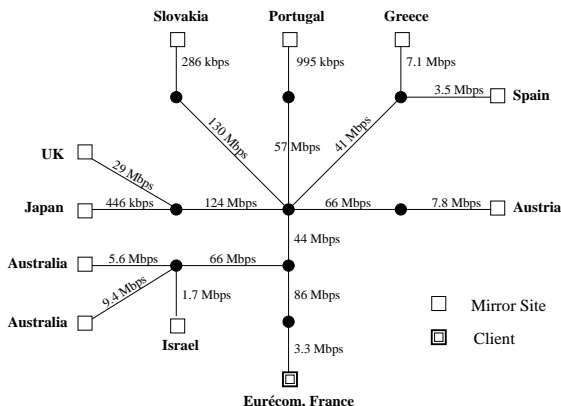 Slovakia
Portugal
Greece
286 kbps
995 kbps
7.1 Mbps
3.5 Mbps
Spain
130 Mbps
57 Mbps
41 Mbps
UK
29 Mbps
Japan
446 kbps
124 Mbps
66 Mbps
7.8 Mbps
Austria
44 Mbps
Australia
5.6 Mbps
66 Mbps
9.4 Mbps
1.7 Mbps
86 Mbps
Australia
Israel
Mirror Site
3.3 Mbps
Client
Eurécom, France